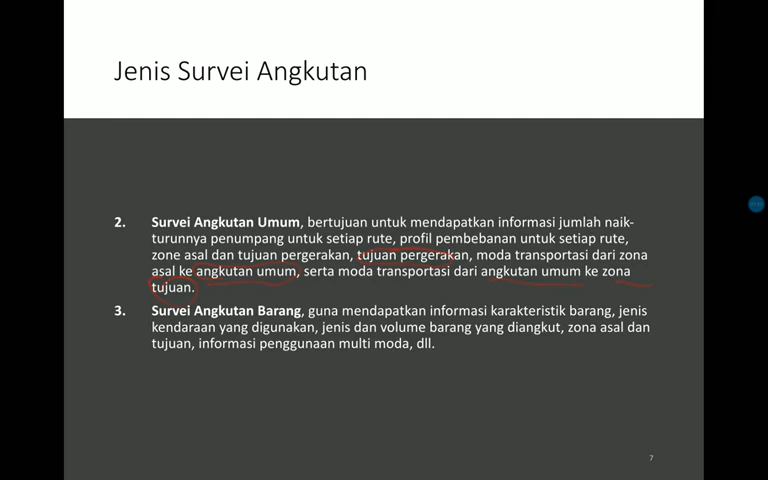 Jenis Survei Angkutan
2. Survei Angkutan Umum, bertujuan untuk mendapatkan informasi jumlah naik-
turunnya penumpang untuk setiap rute, profil pembebanan untuk setiap rute,
zone asal dan tujuan pergerakan, tujuan pergerakan, moda transportasi dari zona
asal ke angkutan umum, serta moda transportasi dari angkutan umum ke zona
tujuan.
3. Survei Angkutan Barang, guna mendapatkan informasi karakteristik barang, jenis
kendaraan yang digunakan, jenis dan volume barang yang diangkut, zona asal dan
tujuan, informasi penggunaan multi moda, dll.
7